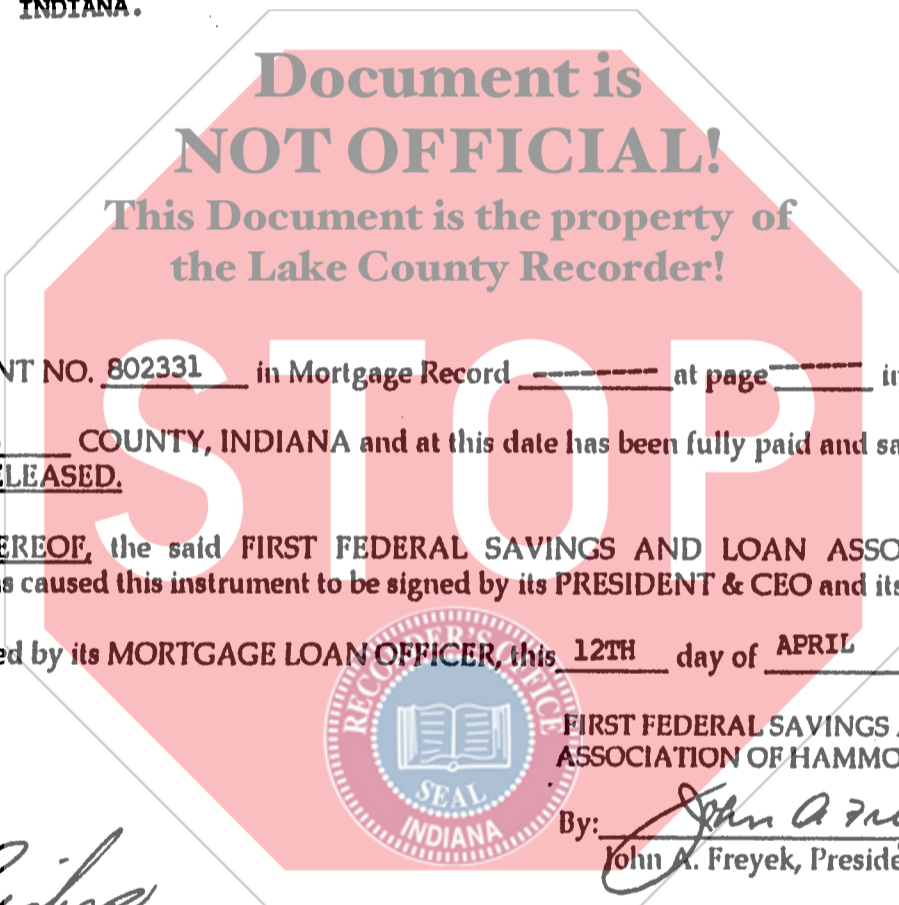 INDIANA.
Document is
NOT OFFICIAL!
This Document is the property of
the Lake County Recorder!
STOP
NT NO. 802331 in Mortgage Record -------- at page -------- in
COUNTY, INDIANA and at this date has been fully paid and sa
LEASED.
EREOF, the said FIRST FEDERAL SAVINGS AND LOAN ASSO
s caused this instrument to be signed by its PRESIDENT & CEO and its
ed by its MORTGAGE LOAN OFFICER, this 12TH day of APRIL
RECORDER'S OFFICE
SEAL
INDIANA
FIRST FEDERAL SAVINGS A
ASSOCIATION OF HAMMO
By: John A Fre
John A. Freyek, Preside